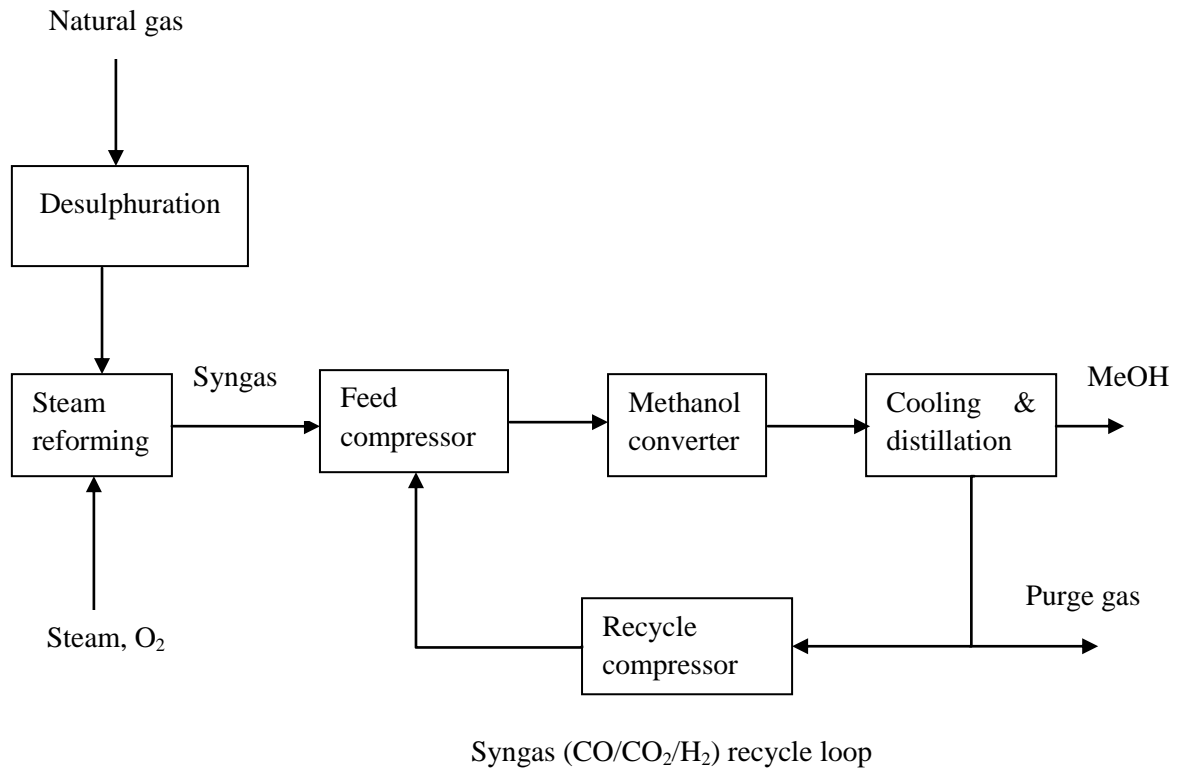 Natural gas
Desulphuration
Steam
reforming
Syngas
Feed
compressor
Methanol
converter
Cooling &
distillation
MeOH
Steam, O₂
Recycle
compressor
Purge gas
Syngas (CO/CO₂/H₂) recycle loop